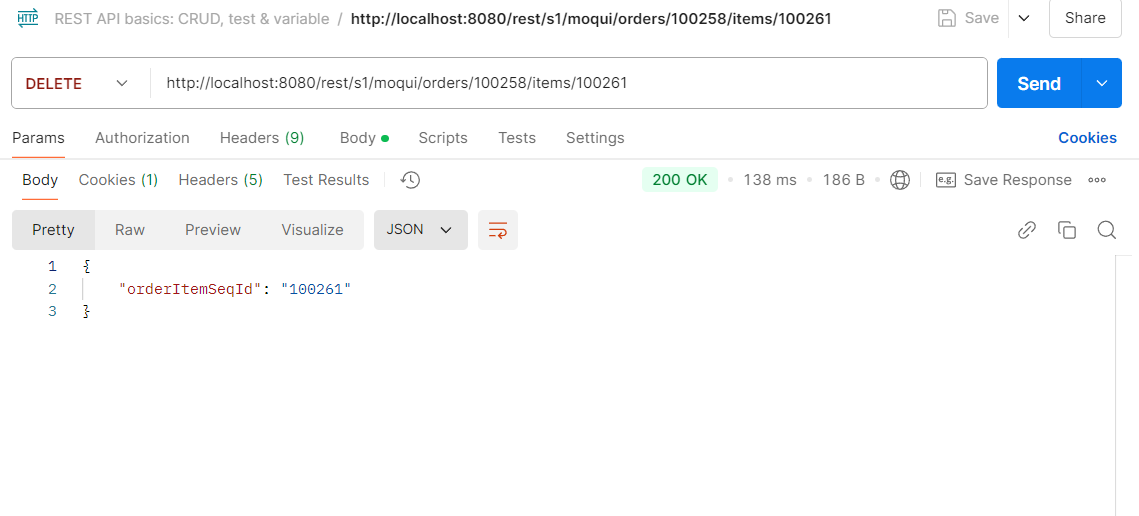 HTTP REST API basics: CRUD, test & variable / http://localhost:8080/rest/s1/moqui/orders/100258/items/100261 Save Share
DELETE http://localhost:8080/rest/s1/moqui/orders/100258/items/100261 Send
Params Authorization Headers (9) Body Scripts Tests Settings Cookies
Body Cookies (1) Headers (5) Test Results 200 OK 138 ms 186 B e.g. Save Response
Pretty Raw Preview Visualize JSON
1 {
2 "orderItemSeqId": "100261"
3 }